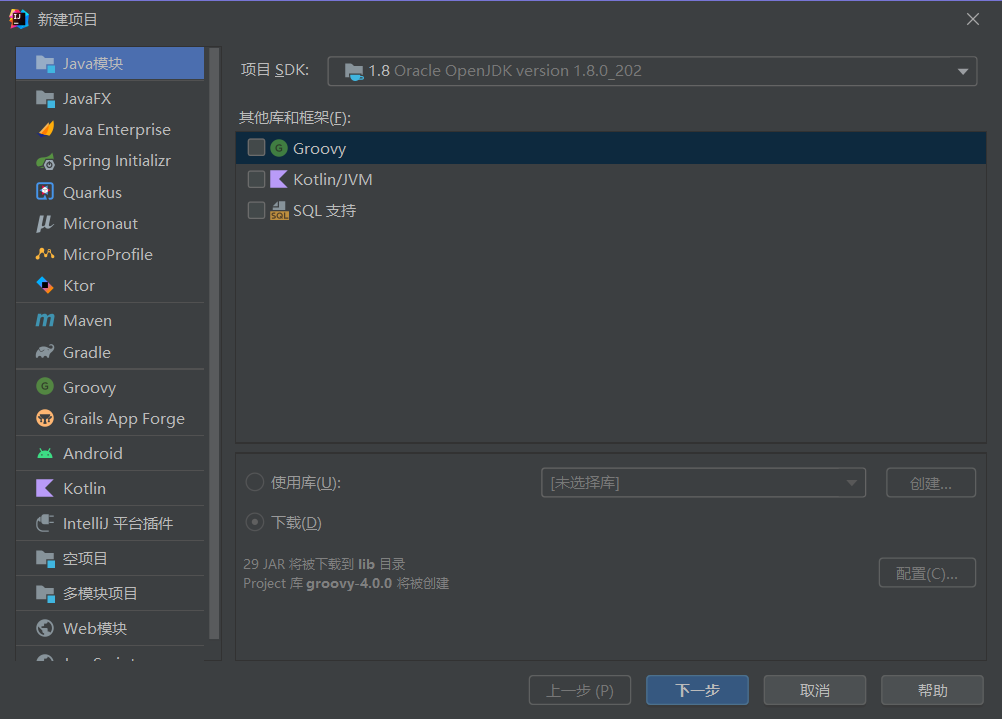 新建项目
Java模块
JavaFX
Java Enterprise
Spring Initializr
Quarkus
Micronaut
MicroProfile
Ktor
Maven
Gradle
Groovy
Grails App Forge
Android
Kotlin
IntelliJ 平台插件
空项目
多模块项目
Web模块
项目 SDK:
1.8 Oracle OpenJDK version 1.8.0_202
其他库和框架(F):
Groovy
Kotlin/JVM
SQL 支持
使用库(U):
[未选择库]
创建...
下载(D)
29 JAR 将被下载到 lib 目录
Project 库 groovy-4.0.0 将被创建
配置(C)...
上一步 (P)
下一步
取消
帮助